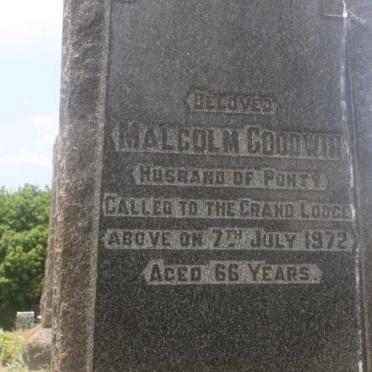 BELOVED
MALCOLM GOODWIN
HUSBAND OF PONTY
CALLED TO THE GRAND LODGE
ABOVE ON 7TH JULY 1972
AGED 66 YEARS.